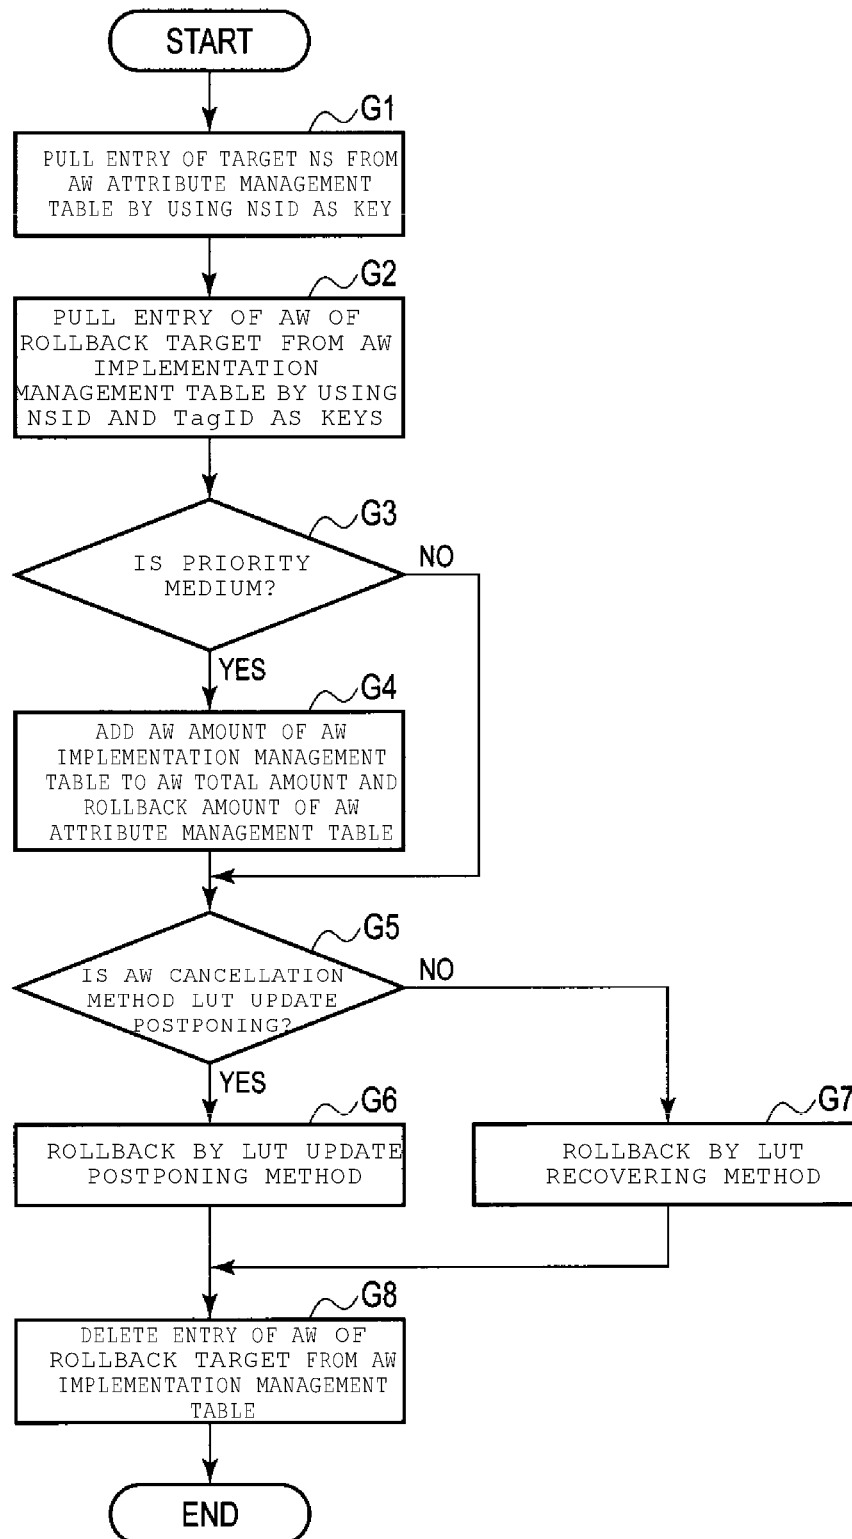 START
G1
PULL ENTRY OF TARGET NS FROM
AW ATTRIBUTE MANAGEMENT
TABLE BY USING NSID AS KEY
G2
PULL ENTRY OF AW OF
ROLLBACK TARGET FROM AW
IMPLEMENTATION
MANAGEMENT TABLE BY USING
NSID AND TagID AS KEYS
G3
IS PRIORITY
MEDIUM?
NO
YES
G4
ADD AW AMOUNT OF AW
IMPLEMENTATION MANAGEMENT
TABLE TO AW TOTAL AMOUNT AND
ROLLBACK AMOUNT OF AW
ATTRIBUTE MANAGEMENT TABLE
G5
IS AW CANCELLATION
METHOD LUT UPDATE
POSTPONING?
NO
YES
G6
ROLLBACK BY LUT UPDATE
POSTPONING METHOD
G7
ROLLBACK BY LUT
RECOVERING METHOD
G8
DELETE ENTRY OF AW OF
ROLLBACK TARGET FROM AW
IMPLEMENTATION MANAGEMENT
TABLE
END